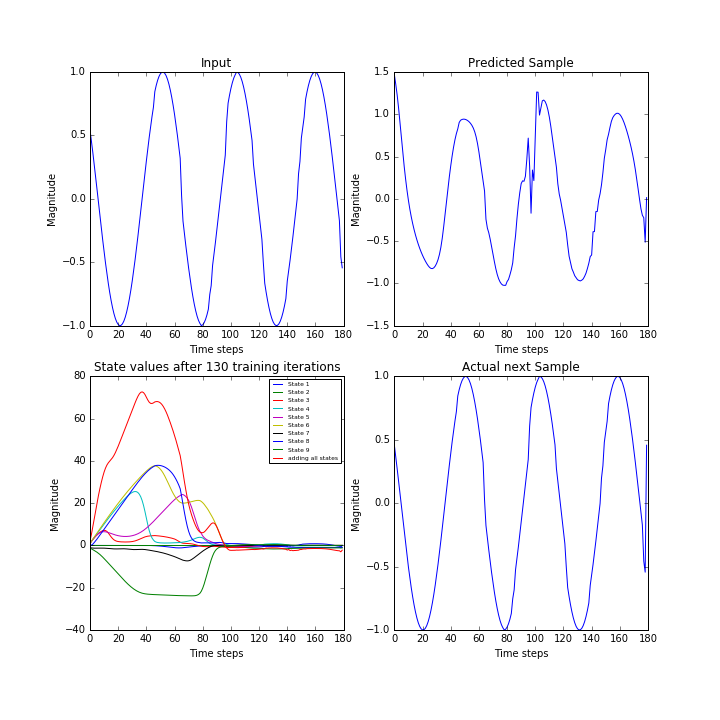 Input
1.0
0.5
0.0
−0.5
−1.0
Magnitude
0 20 40 60 80 100 120 140 160 180
Time steps
Predicted Sample
1.5
1.0
0.5
0.0
−0.5
−1.0
−1.5
Magnitude
0 20 40 60 80 100 120 140 160 180
Time steps
State values after 130 training iterations
80
60
40
20
0
−20
−40
Magnitude
State 1
State 2
State 3
State 4
State 5
State 6
State 7
State 8
State 9
adding all states
0 20 40 60 80 100 120 140 160 180
Time steps
Actual next Sample
1.0
0.5
0.0
−0.5
−1.0
Magnitude
0 20 40 60 80 100 120 140 160 180
Time steps